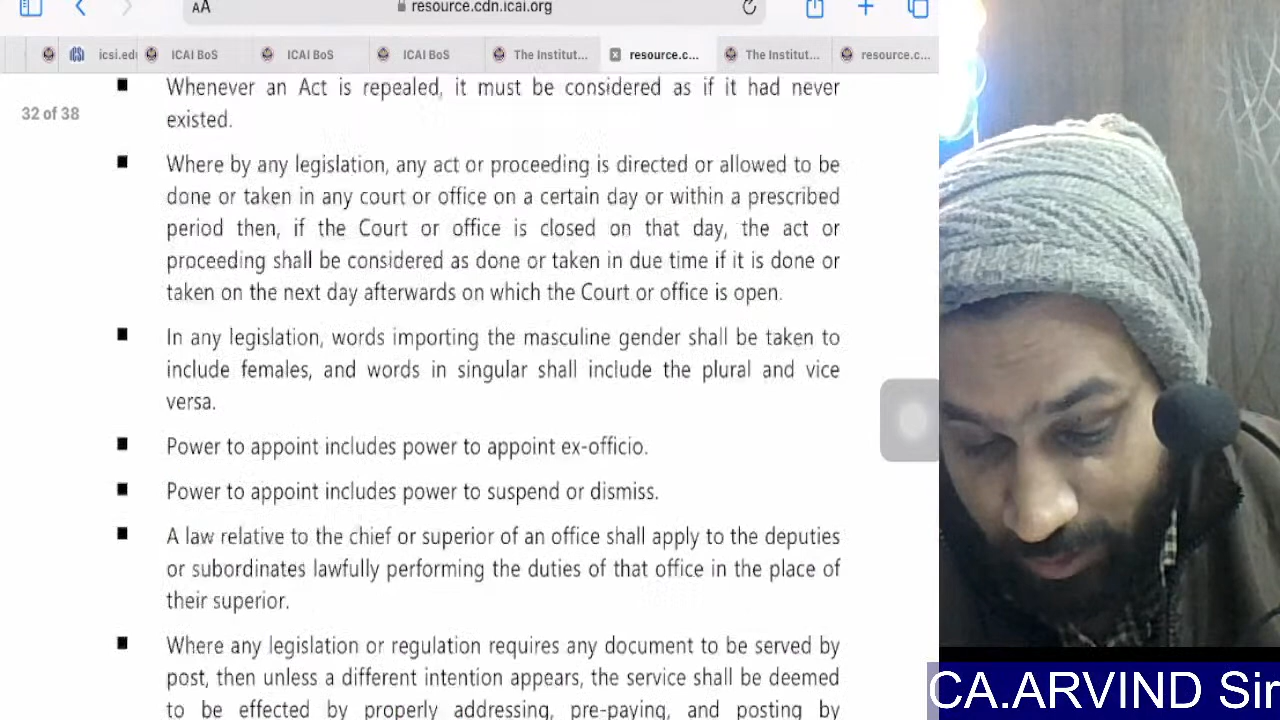 AA
resource.cdn.icai.org
icsi.edu
ICAI BoS
ICAI BoS
ICAI BoS
The Institut...
resource.c...
The Institut...
resource.c...
32 of 38
Whenever an Act is repealed, it must be considered as if it had never
existed.
Where by any legislation, any act or proceeding is directed or allowed to be
done or taken in any court or office on a certain day or within a prescribed
period then, if the Court or office is closed on that day, the act or
proceeding shall be considered as done or taken in due time if it is done or
taken on the next day afterwards on which the Court or office is open.
In any legislation, words importing the masculine gender shall be taken to
include females, and words in singular shall include the plural and vice
versa.
Power to appoint includes power to appoint ex-officio.
Power to appoint includes power to suspend or dismiss.
A law relative to the chief or superior of an office shall apply to the deputies
or subordinates lawfully performing the duties of that office in the place of
their superior.
Where any legislation or regulation requires any document to be served by
post, then unless a different intention appears, the service shall be deemed
to be effected by properly addressing, pre-paying, and posting by
CA.ARVIND Sir